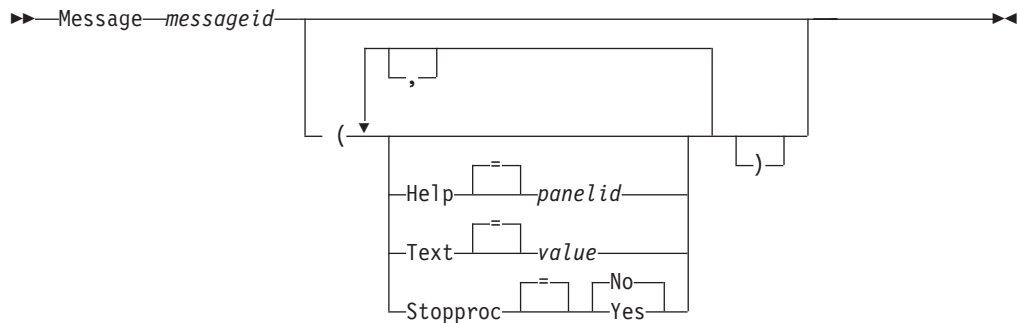 Message messageid
,
(
)
=
Help panelid
=
Text value
= No
Stopproc Yes